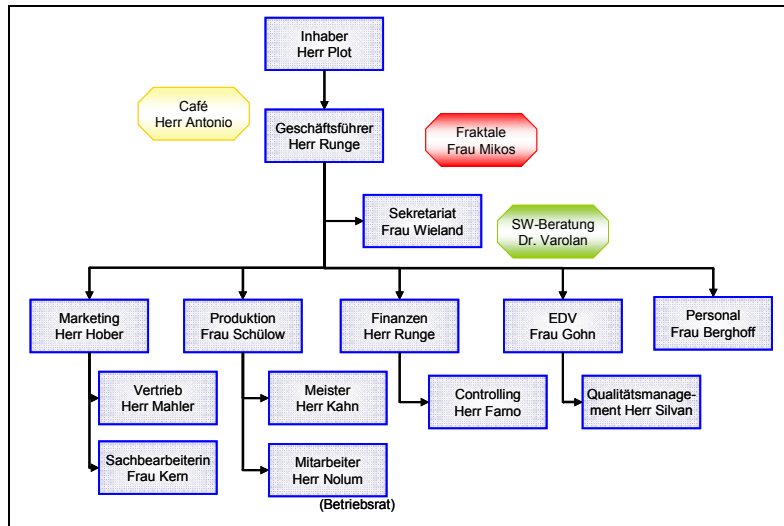 Inhaber
Herr Plot
Café
Herr Antonio
Geschäftsführer
Herr Runge
Fraktale
Frau Mikos
Sekretariat
Frau Wieland
SW-Beratung
Dr. Varolan
Marketing
Herr Hober
Produktion
Frau Schülow
Finanzen
Herr Runge
EDV
Frau Gohn
Personal
Frau Berghoff
Vertrieb
Herr Mahler
Meister
Herr Kahn
Controlling
Herr Farno
Qualitätsmanage-
ment Herr Silvan
Sachbearbeiterin
Frau Kern
Mitarbeiter
Herr Nolum
(Betriebsrat)